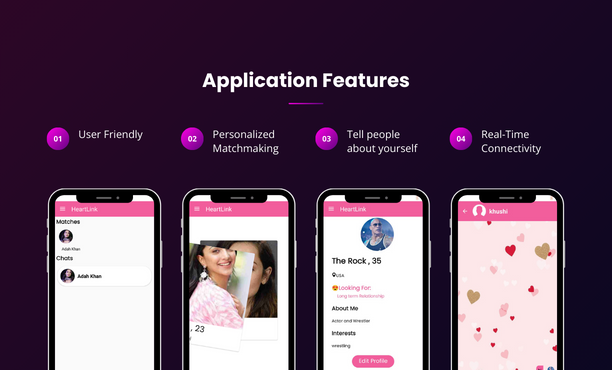 Application Features
01
User Friendly
02
Personalized
Matchmaking
03
Tell people
about yourself
04
Real-Time
Connectivity
HeartLink
Matches
Adah Khan
Chats
Adah Khan
HeartLink
, 23
HeartLink
The Rock , 35
USA
Looking For:
Long term Relationship
About Me
Actor and Wrestler
Interests
wrestling
Edit Profile
khushi